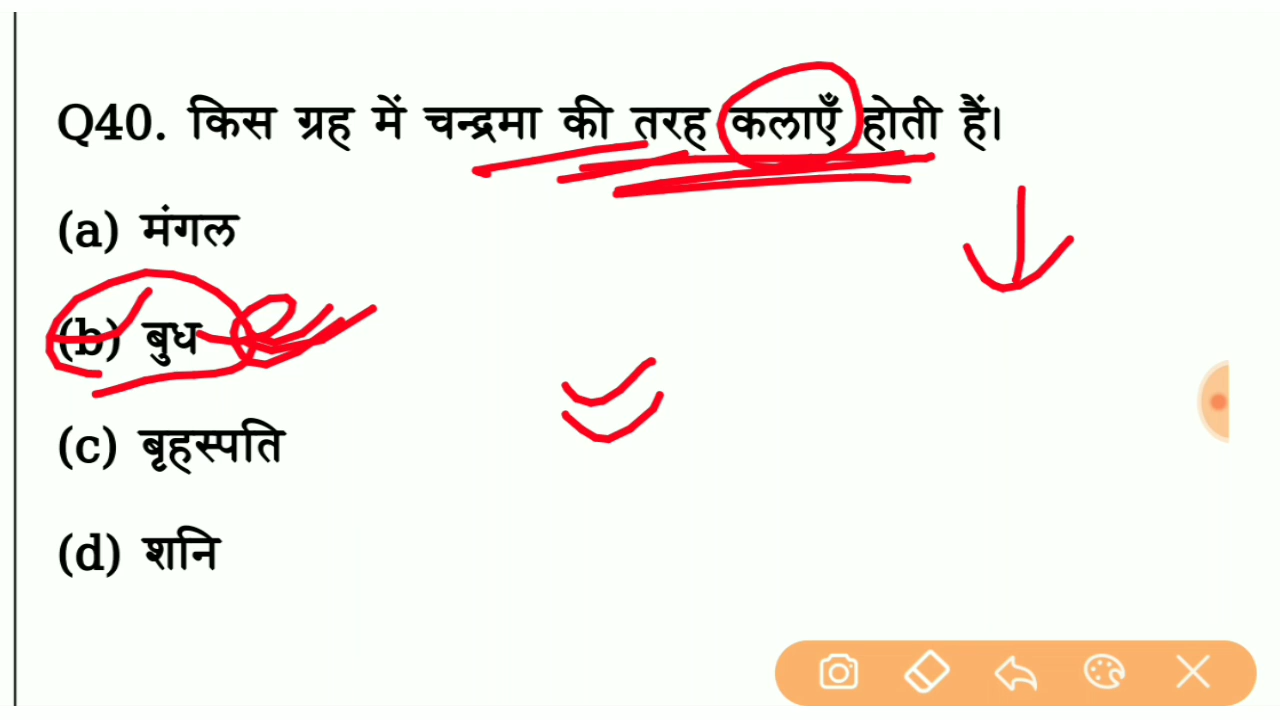 Q40. किस ग्रह में चन्द्रमा की तरह कलाएँ होती हैं।
(a) मंगल
(b) बुध
(c) बृहस्पति
(d) शनि